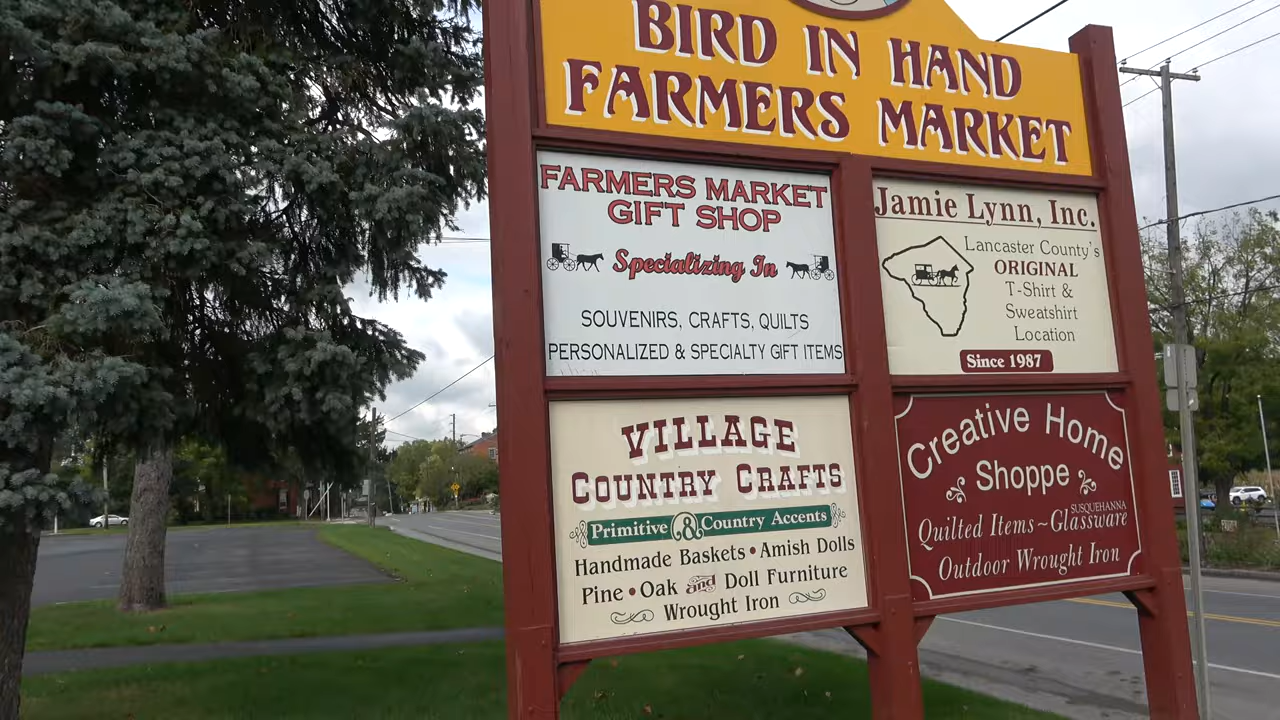 BIRD IN HAND
FARMERS MARKET
FARMERS MARKET
GIFT SHOP
Specializing In
SOUVENIRS, CRAFTS, QUILTS
PERSONALIZED & SPECIALTY GIFT ITEMS
Jamie Lynn, Inc.
Lancaster County's
ORIGINAL
T-Shirt &
Sweatshirt
Location
Since 1987
VILLAGE
COUNTRY CRAFTS
Primitive & Country Accents
Handmade Baskets • Amish Dolls
Pine • Oak and Doll Furniture
Wrought Iron
Creative Home
Shoppe
SUSQUEHANNA
Quilted Items~Glassware
Outdoor Wrought Iron